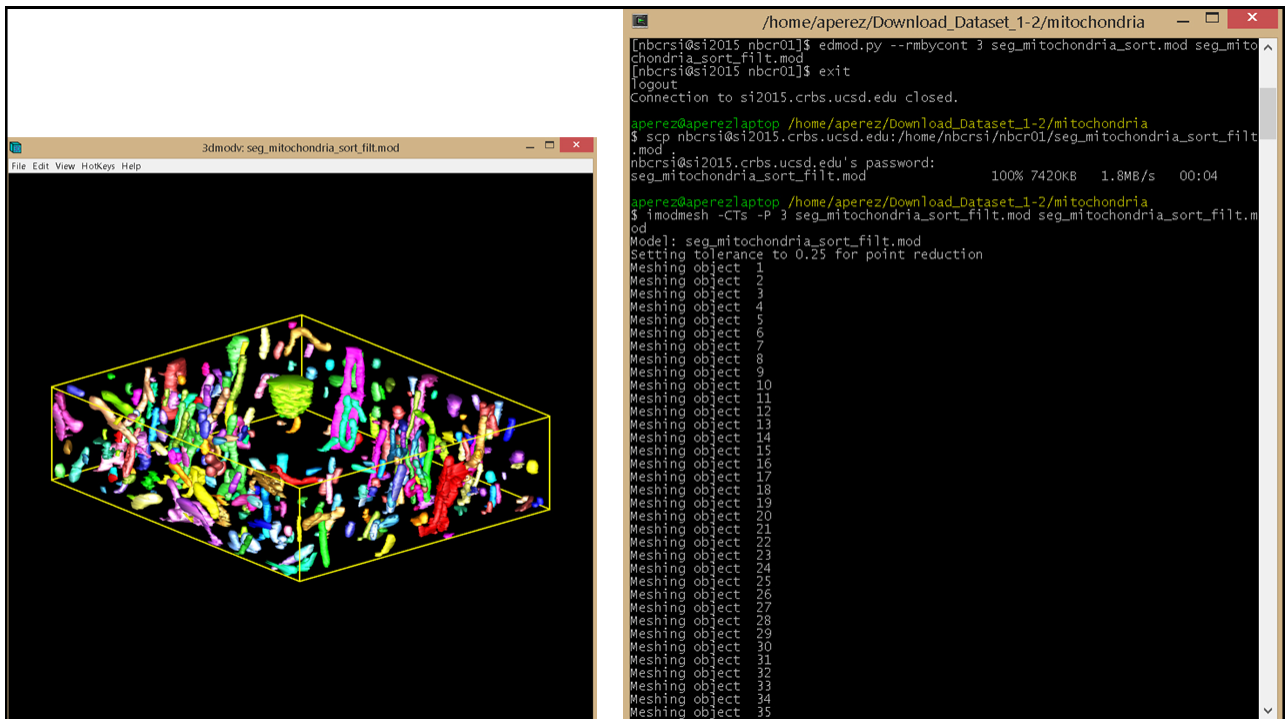 3dmodv: seg_mitochondria_sort_filt.mod
File Edit View HotKeys Help
/home/aperez/Download_Dataset_1-2/mitochondria
[nbcrsi@si2015 nbcr01]$ edmod.py --rmbycont 3 seg_mitochondria_sort.mod seg_mito
chondria_sort_filt.mod
[nbcrsi@si2015 nbcr01]$ exit
logout
Connection to si2015.crbs.ucsd.edu closed.
aperez@aperezlaptop /home/aperez/Download_Dataset_1-2/mitochondria
$ scp nbcrsi@si2015.crbs.ucsd.edu:/home/nbcrsi/nbcr01/seg_mitochondria_sort_filt
.mod .
nbcrsi@si2015.crbs.ucsd.edu's password:
seg_mitochondria_sort_filt.mod 100% 7420KB 1.8MB/s 00:04
aperez@aperezlaptop /home/aperez/Download_Dataset_1-2/mitochondria
$ imodmesh -CTs -P 3 seg_mitochondria_sort_filt.mod seg_mitochondria_sort_filt.m
od
Model: seg_mitochondria_sort_filt.mod
Setting tolerance to 0.25 for point reduction
Meshing object 1
Meshing object 2
Meshing object 3
Meshing object 4
Meshing object 5
Meshing object 6
Meshing object 7
Meshing object 8
Meshing object 9
Meshing object 10
Meshing object 11
Meshing object 12
Meshing object 13
Meshing object 14
Meshing object 15
Meshing object 16
Meshing object 17
Meshing object 18
Meshing object 19
Meshing object 20
Meshing object 21
Meshing object 22
Meshing object 23
Meshing object 24
Meshing object 25
Meshing object 26
Meshing object 27
Meshing object 28
Meshing object 29
Meshing object 30
Meshing object 31
Meshing object 32
Meshing object 33
Meshing object 34
Meshing object 35